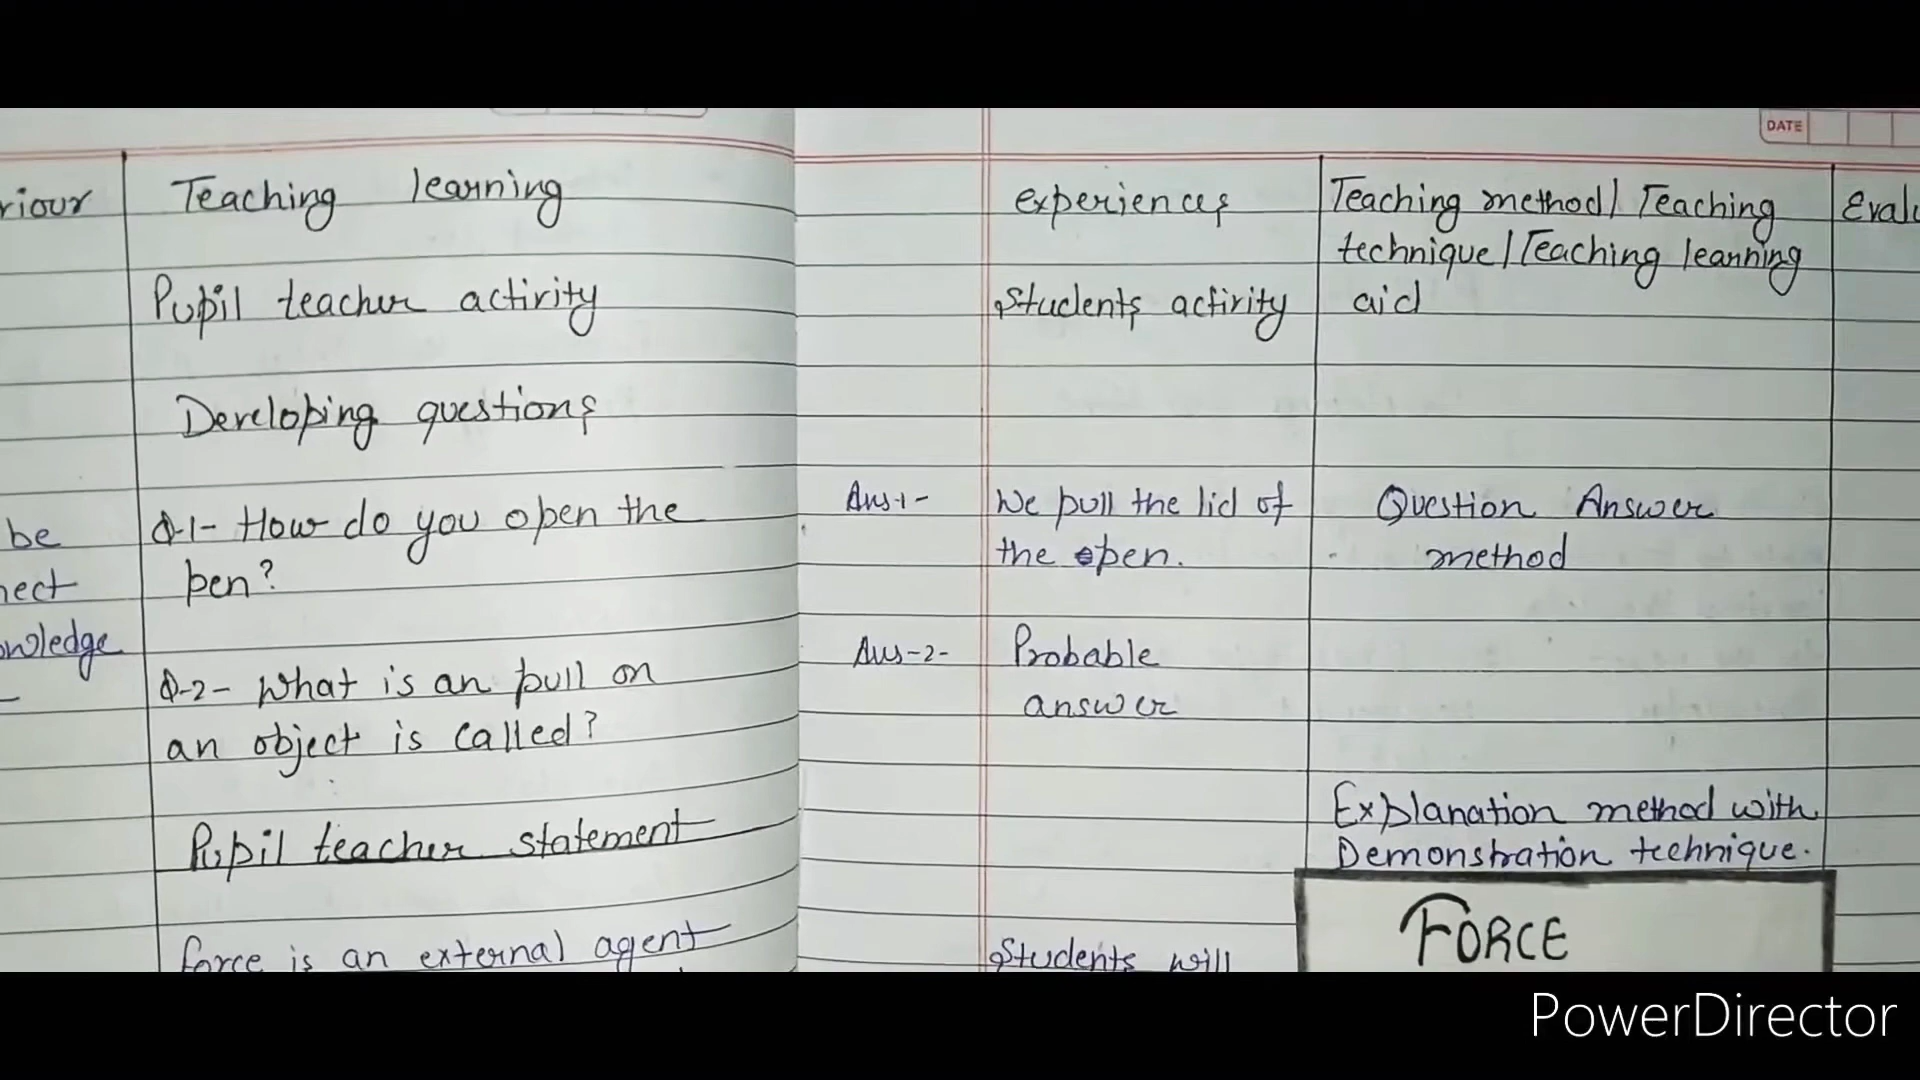 DATE
riour
Teaching learning
experiences
Teaching method/ Teaching
technique/Teaching learning
aid
Evalu
Pupil teacher activity
Students activity
Developing questions
be
nect
owledge
Q-1- How do you open the
pen?
Ans-1- We pull the lid of
the open.
Question Answer
method
Q-2- What is an pull on
an object is called?
Ans-2- Probable
answer
Pupil teacher statement
Explanation method with
Demonstration technique.
force is an external agent
Students will
FORCE
PowerDirector